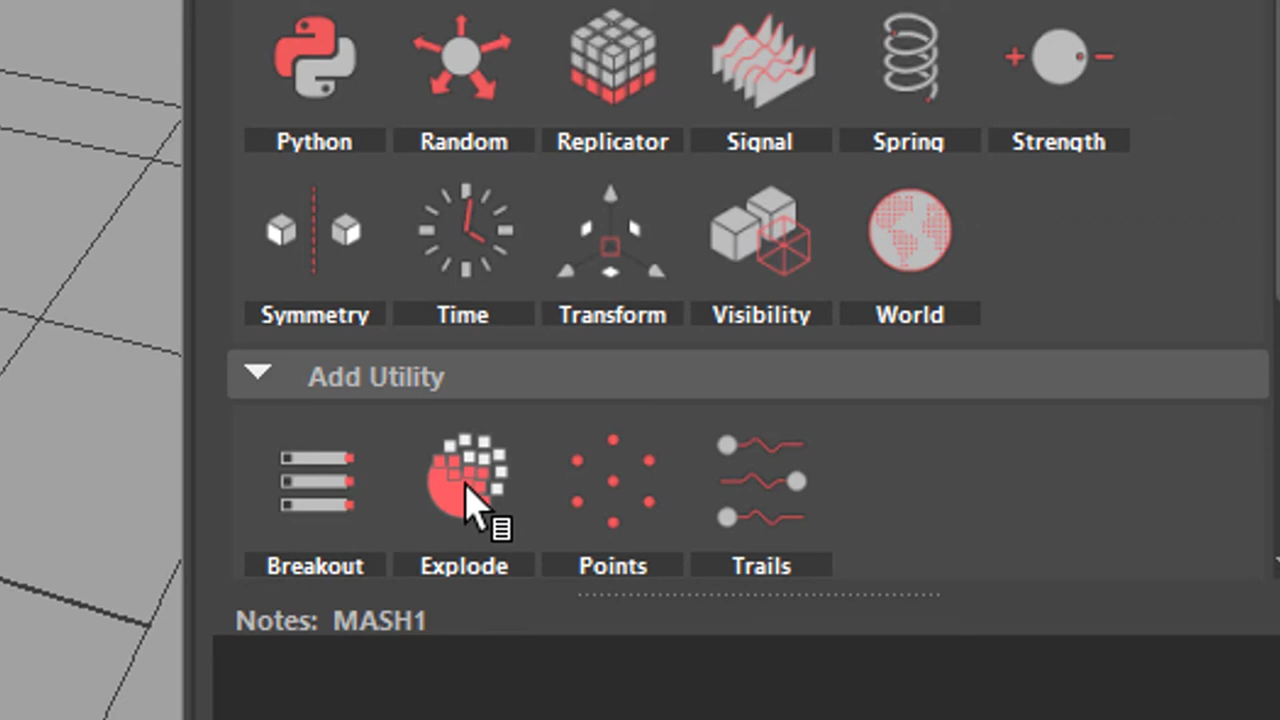 Python Random Replicator Signal Spring Strength
Symmetry Time Transform Visibility World
Add Utility
Breakout Explode Points Trails
Notes: MASH1